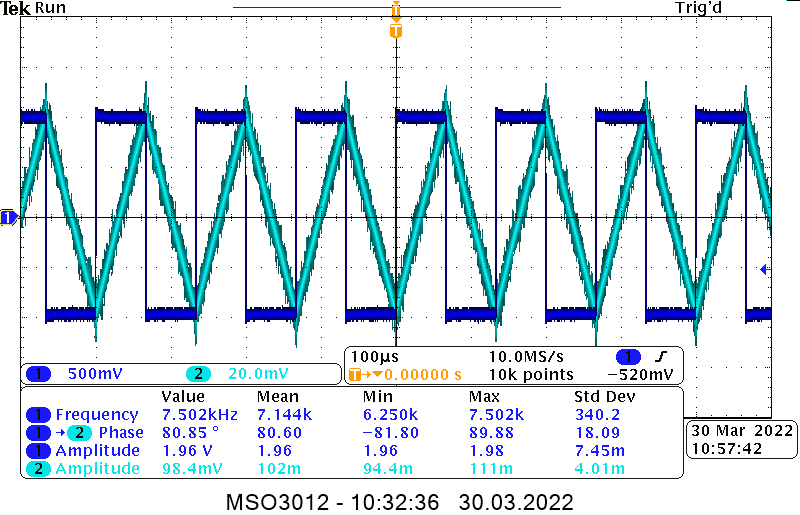 Tek Run Trig'd
T
T
T
100µs 10.0MS/s 1
1 500mV 2 20.0mV T→▼0.00000 s 10k points −520mV
Value Mean Min Max Std Dev
1 Frequency 7.502kHz 7.144k 6.250k 7.502k 340.2
1 → 2 Phase 80.85 ° 80.60 −81.80 89.88 18.09
1 Amplitude 1.96 V 1.96 1.96 1.98 7.45m
2 Amplitude 98.4mV 102m 94.4m 111m 4.01m
30 Mar 2022
10:57:42
MSO3012 - 10:32:36 30.03.2022